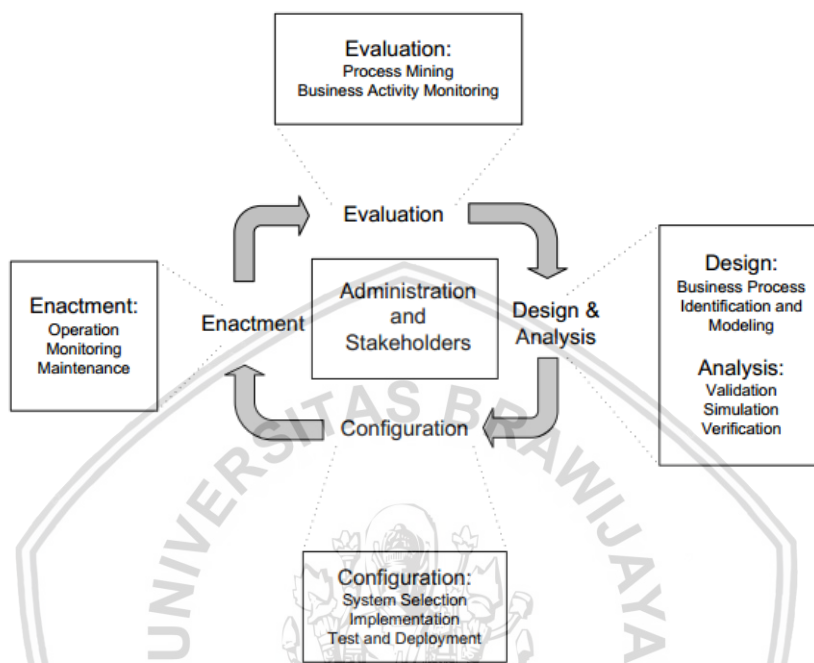 Evaluation:
Process Mining
Business Activity Monitoring
Evaluation
Design:
Business Process
Identification and
Modeling
Analysis:
Validation
Simulation
Verification
Enactment:
Operation
Monitoring
Maintenance
Enactment
Administration
and
Stakeholders
Design &
Analysis
Configuration
Configuration:
System Selection
Implementation
Test and Deployment
UNIVERSITAS BRAWIJAYA